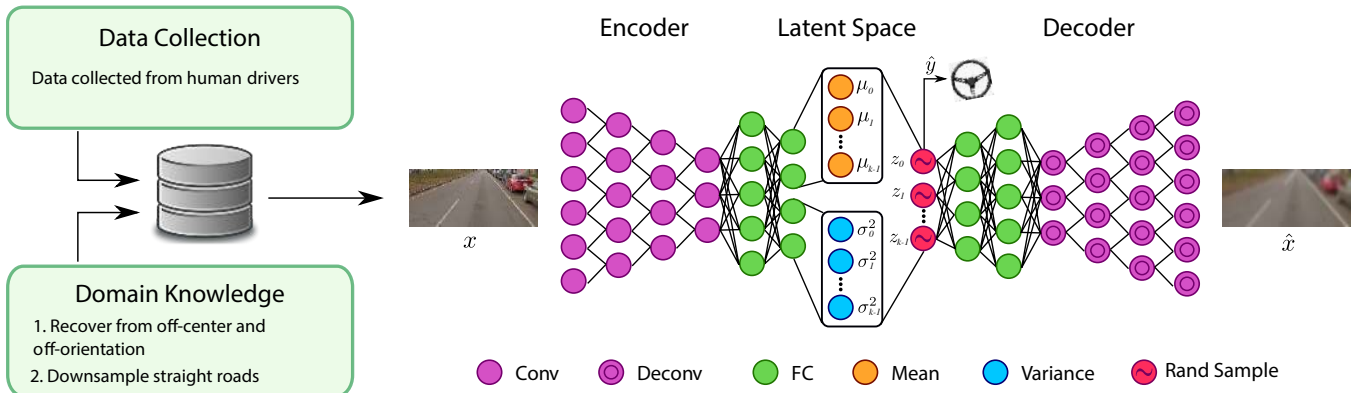 Data Collection
Data collected from human drivers
Domain Knowledge
1. Recover from off-center and
off-orientation
2. Downsample straight roads
x
Encoder
Latent Space
Decoder
μ₀
μ₁
μₖ₋₁
σ₀²
σ₁²
σₖ₋₁²
ŷ
z₀
z₁
zₖ₋₁
x̂
Conv
Deconv
FC
Mean
Variance
Rand Sample